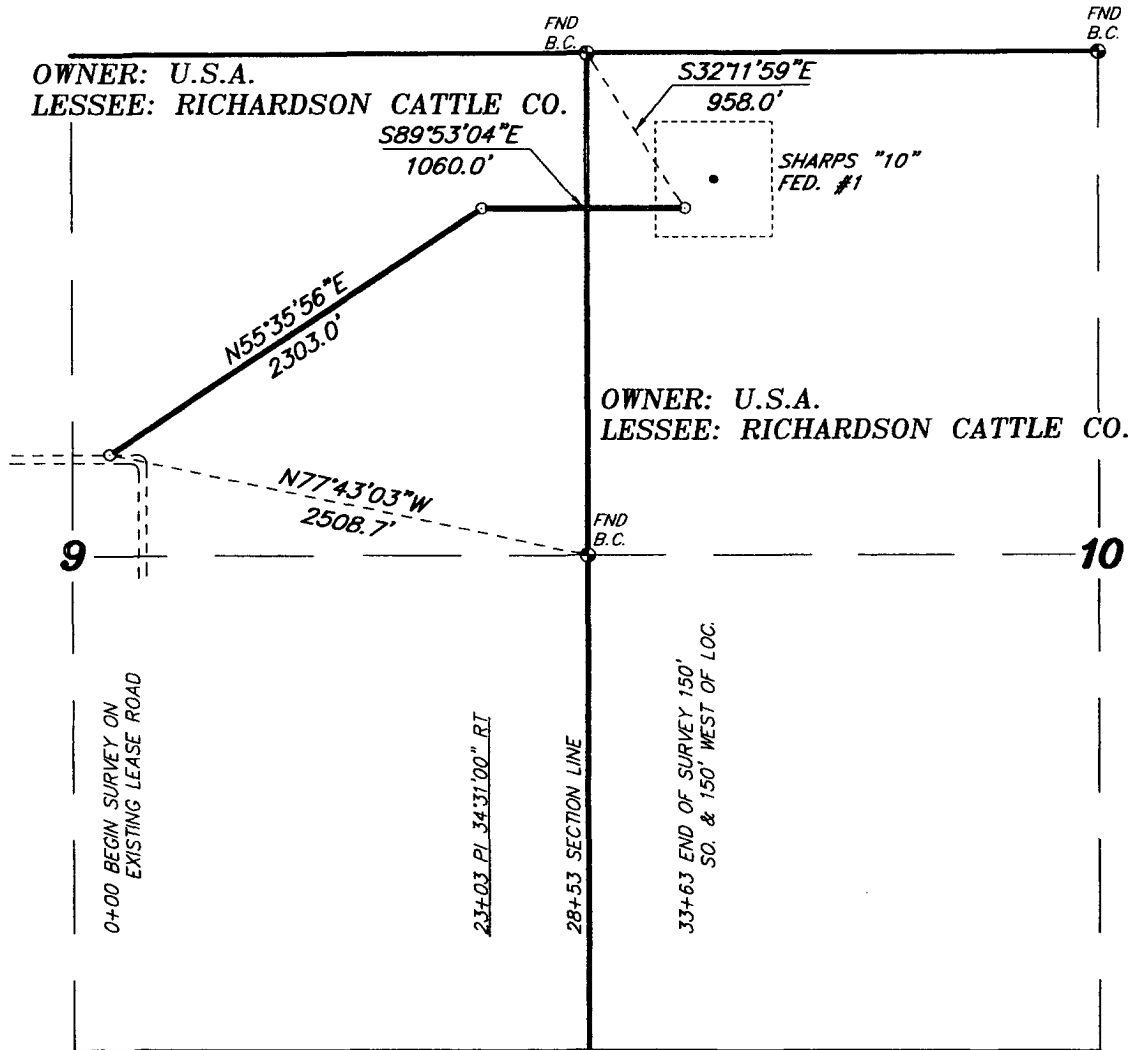 FND
B.C.
FND
B.C.
OWNER: U.S.A.
LESSEE: RICHARDSON CATTLE CO.
S32°11'59"E
958.0'
S89°53'04"E
1060.0'
SHARPS "10"
FED. #1
N55°35'56"E
2303.0'
OWNER: U.S.A.
LESSEE: RICHARDSON CATTLE CO.
N77°43'03"W
2508.7'
FND
B.C.
9
10
0+00 BEGIN SURVEY ON
EXISTING LEASE ROAD
23+03 PI 34°31'00" RT
28+53 SECTION LINE
33+63 END OF SURVEY 150'
SO. & 150' WEST OF LOC.